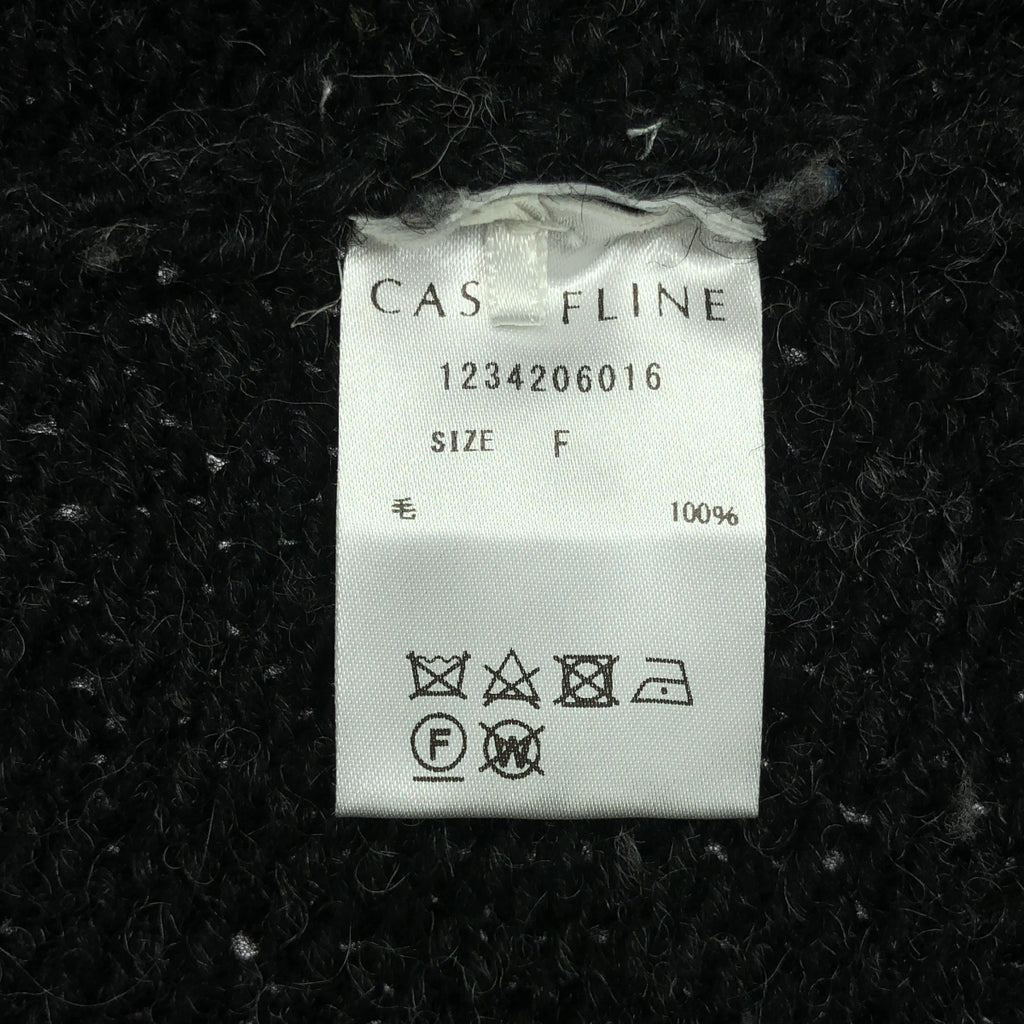 CAS FLINE
1234206016
SIZE F
毛 100%
F W